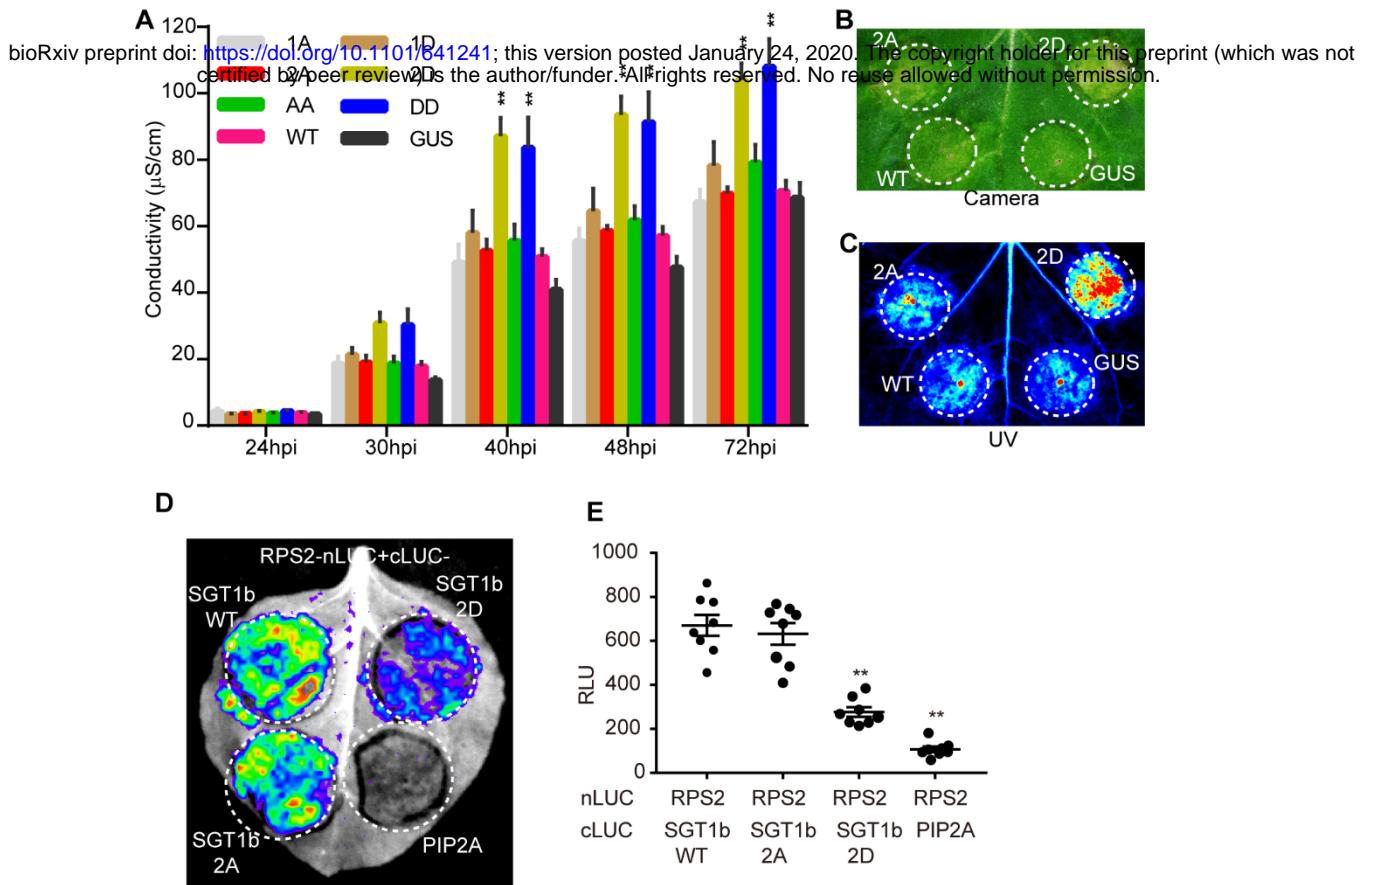 A
120
100
80
60
40
20
0
Conductivity (µS/cm)
1A 1D
2A 2D
AA DD
WT GUS
** **
** **
** **
24hpi 30hpi 40hpi 48hpi 72hpi
bioRxiv preprint doi: https://doi.org/10.1101/641241; this version posted January 24, 2020. The copyright holder for this preprint (which was not
certified by peer review) is the author/funder. All rights reserved. No reuse allowed without permission.
B
2A 2D
WT GUS
Camera
C
2A 2D
WT GUS
UV
D
RPS2-nLUC+cLUC-
SGT1b
WT
SGT1b
2D
SGT1b
2A
PIP2A
E
1000
800
600
400
200
0
RLU
**
**
nLUC RPS2 RPS2 RPS2 RPS2
cLUC SGT1b SGT1b SGT1b PIP2A
WT 2A 2D